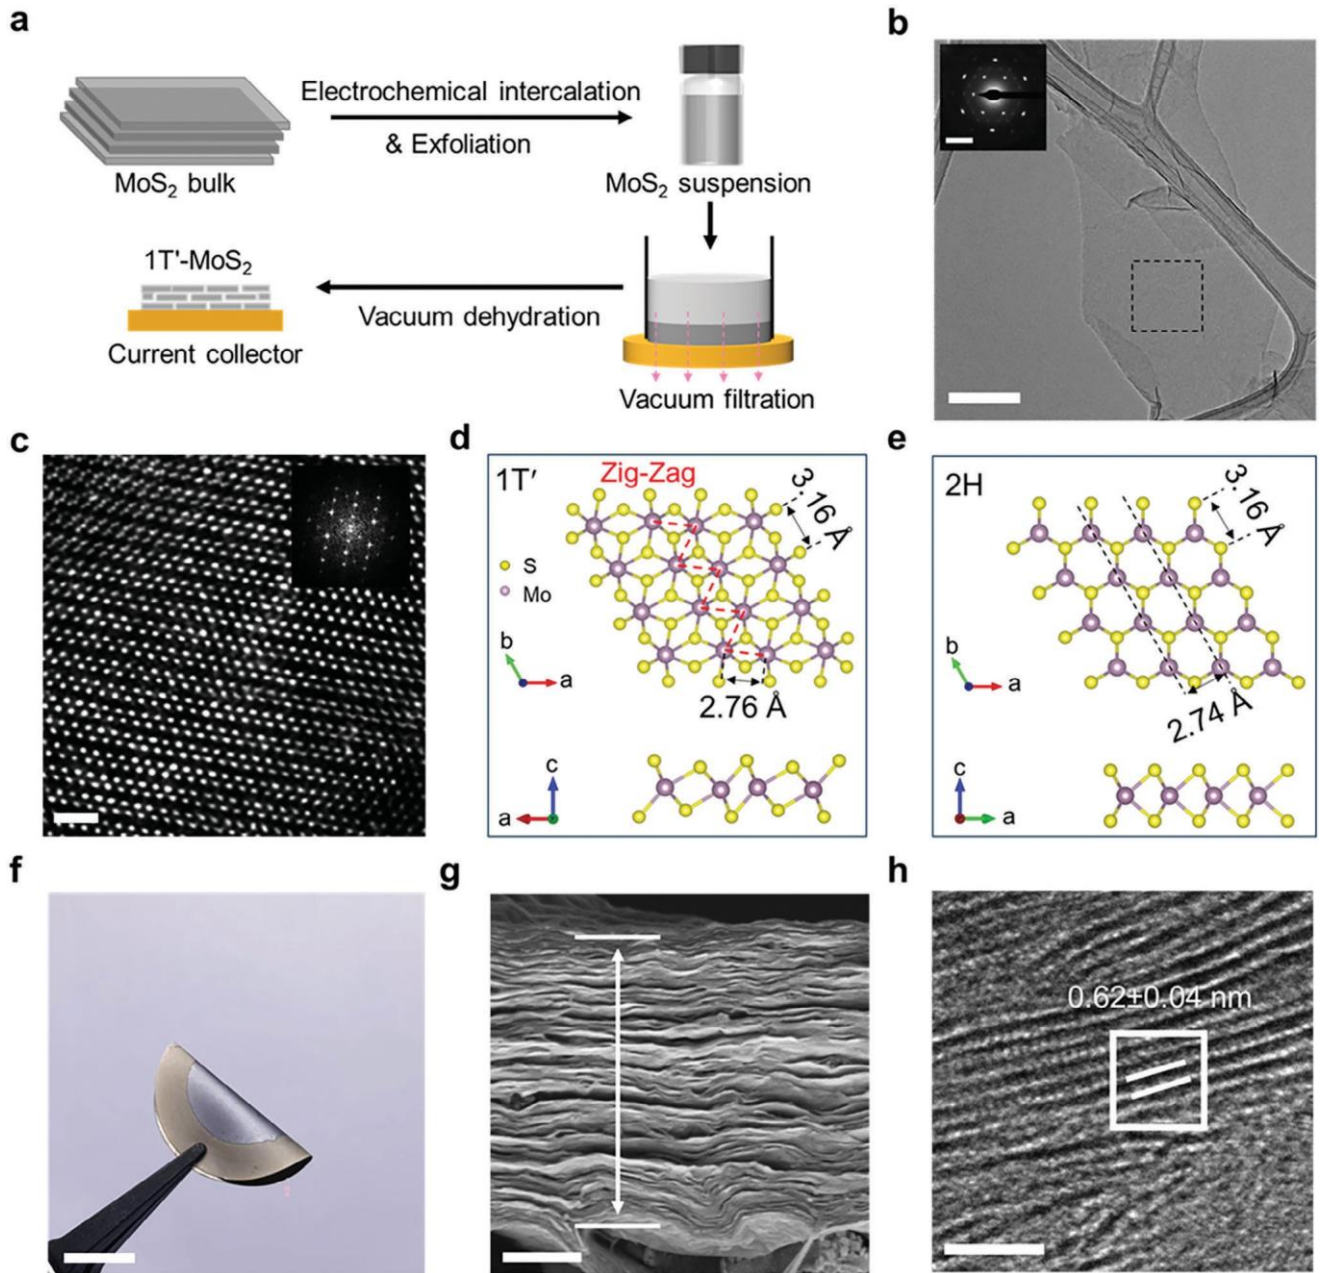 a
Electrochemical intercalation
& Exfoliation
MoS2 bulk
MoS2 suspension
1T'-MoS2
Vacuum dehydration
Current collector
Vacuum filtration
b
c
d
1T′
Zig-Zag
3.16 Å
S
Mo
b
a
2.76 Å
c
a
e
2H
3.16 Å
b
a
2.74 Å
c
a
f
g
h
0.62±0.04 nm